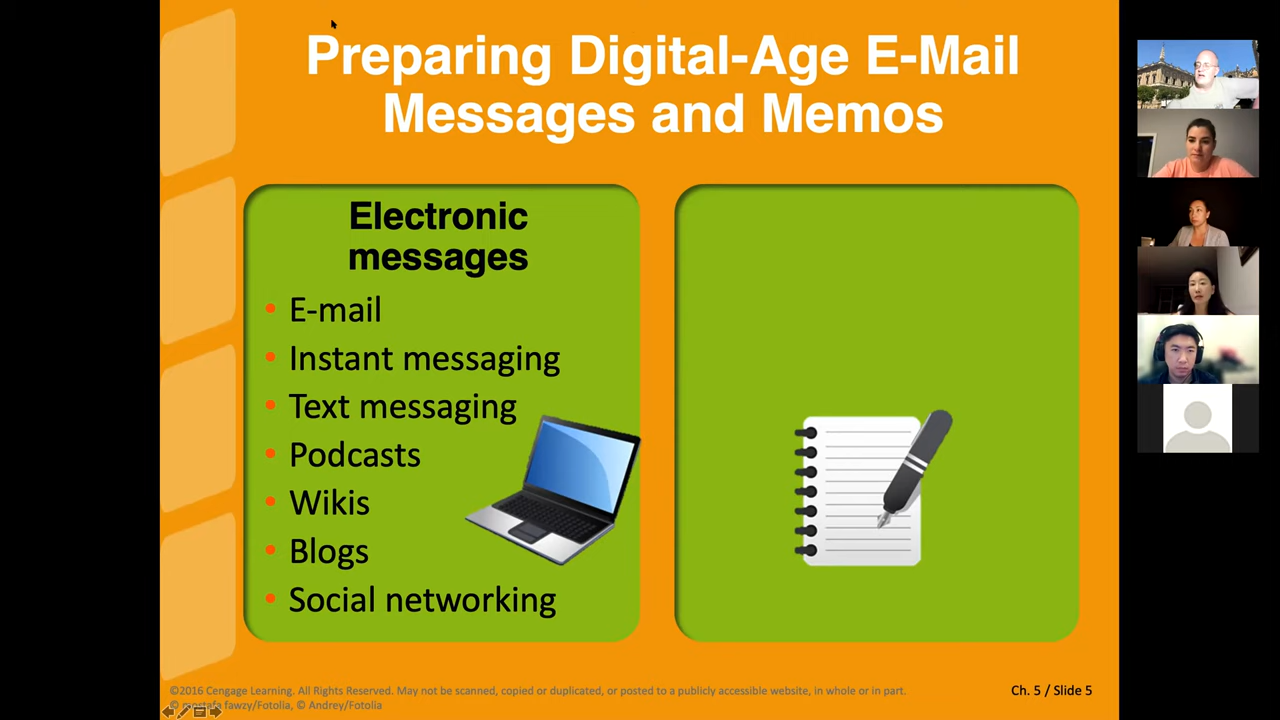 Preparing Digital-Age E-Mail
Messages and Memos
Electronic
messages
• E-mail
• Instant messaging
• Text messaging
• Podcasts
• Wikis
• Blogs
• Social networking
©2016 Cengage Learning. All Rights Reserved. May not be scanned, copied or duplicated, or posted to a publicly accessible website, in whole or in part.
© mostafa fawzy/Fotolia, © Andrey/Fotolia
Ch. 5 / Slide 5